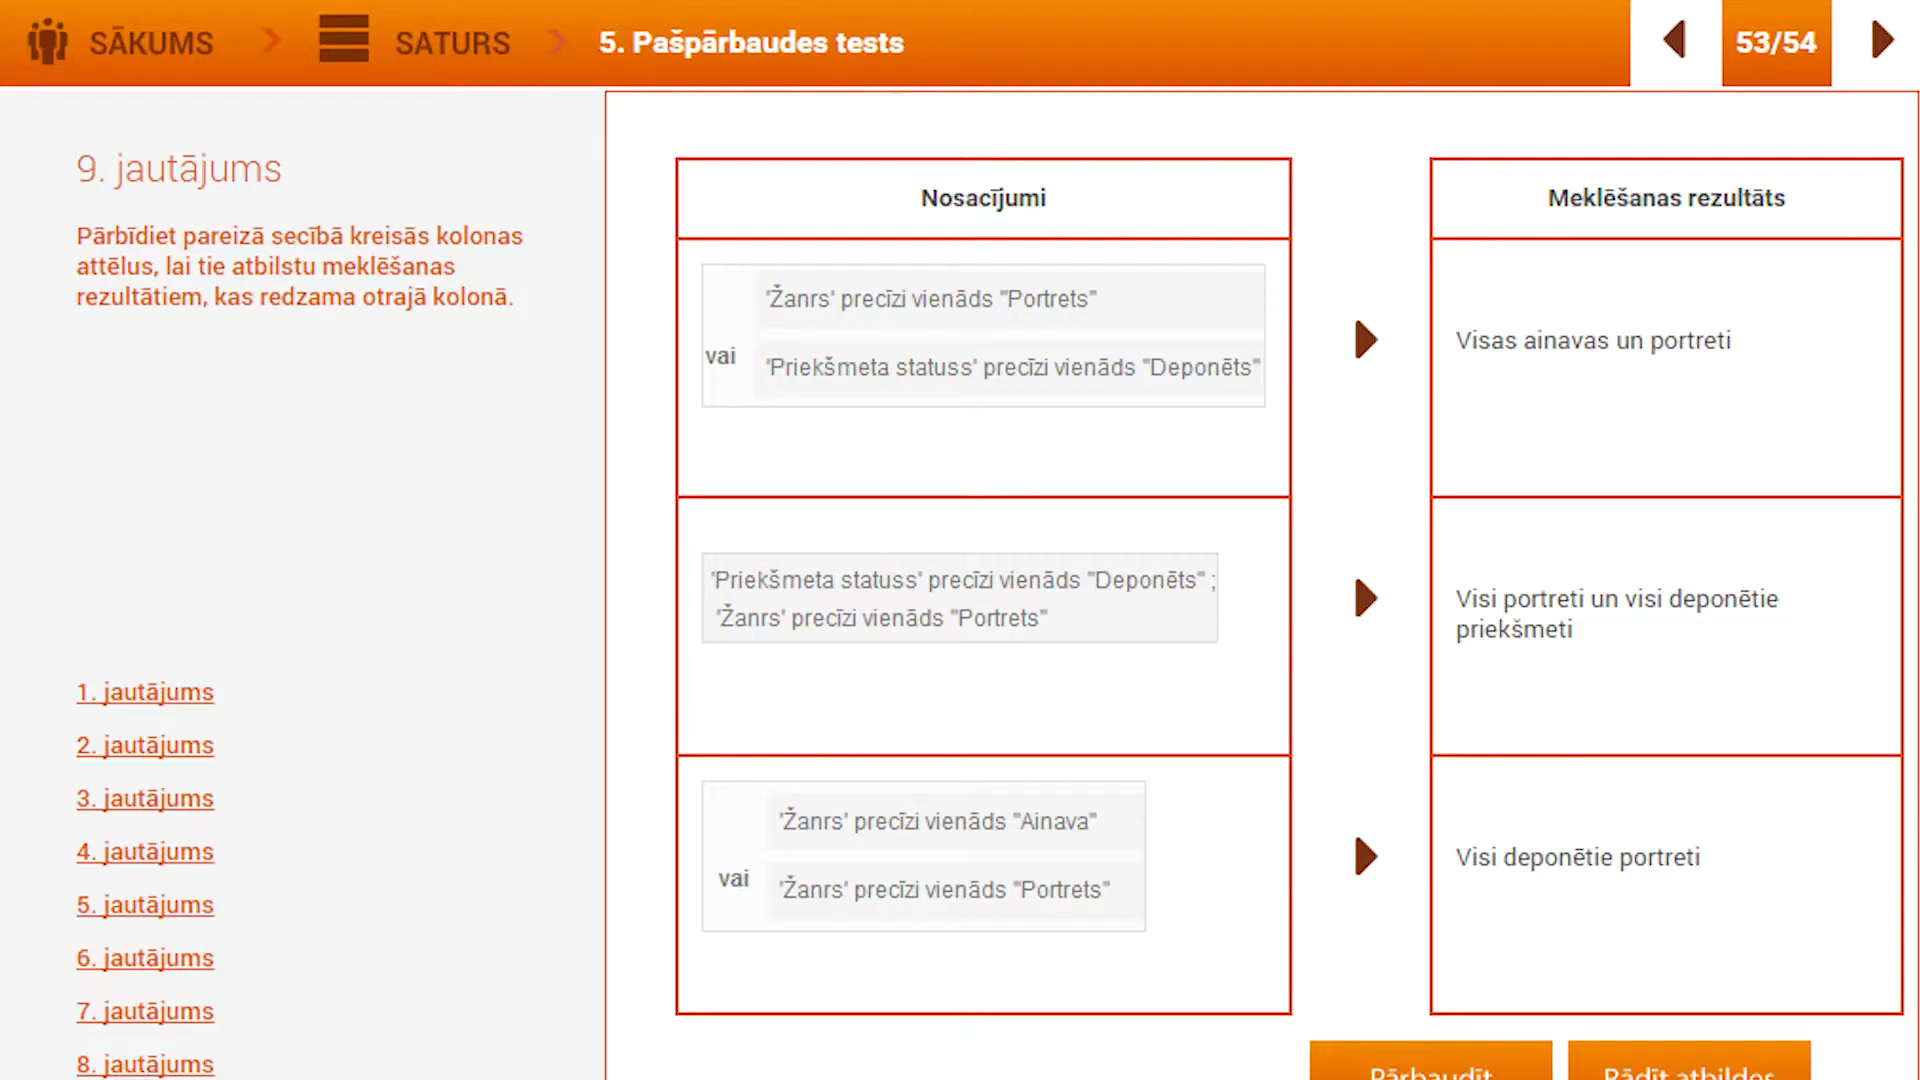 SĀKUMS
SATURS
5. Pašpārbaudes tests
53/54
9. jautājums
Pārbīdiet pareizā secībā kreisās kolonas
attēlus, lai tie atbilstu meklēšanas
rezultātiem, kas redzama otrajā kolonā.
1. jautājums
2. jautājums
3. jautājums
4. jautājums
5. jautājums
6. jautājums
7. jautājums
8. jautājums
Nosacījumi
Meklēšanas rezultāts
'Žanrs' precīzi vienāds "Portrets"
vai
'Priekšmeta statuss' precīzi vienāds "Deponēts"
Visas ainavas un portreti
'Priekšmeta statuss' precīzi vienāds "Deponēts" ;
'Žanrs' precīzi vienāds "Portrets"
Visi portreti un visi deponētie
priekšmeti
'Žanrs' precīzi vienāds "Ainava"
vai
'Žanrs' precīzi vienāds "Portrets"
Visi deponētie portreti
Pārbaudīt
Rādīt atbildes